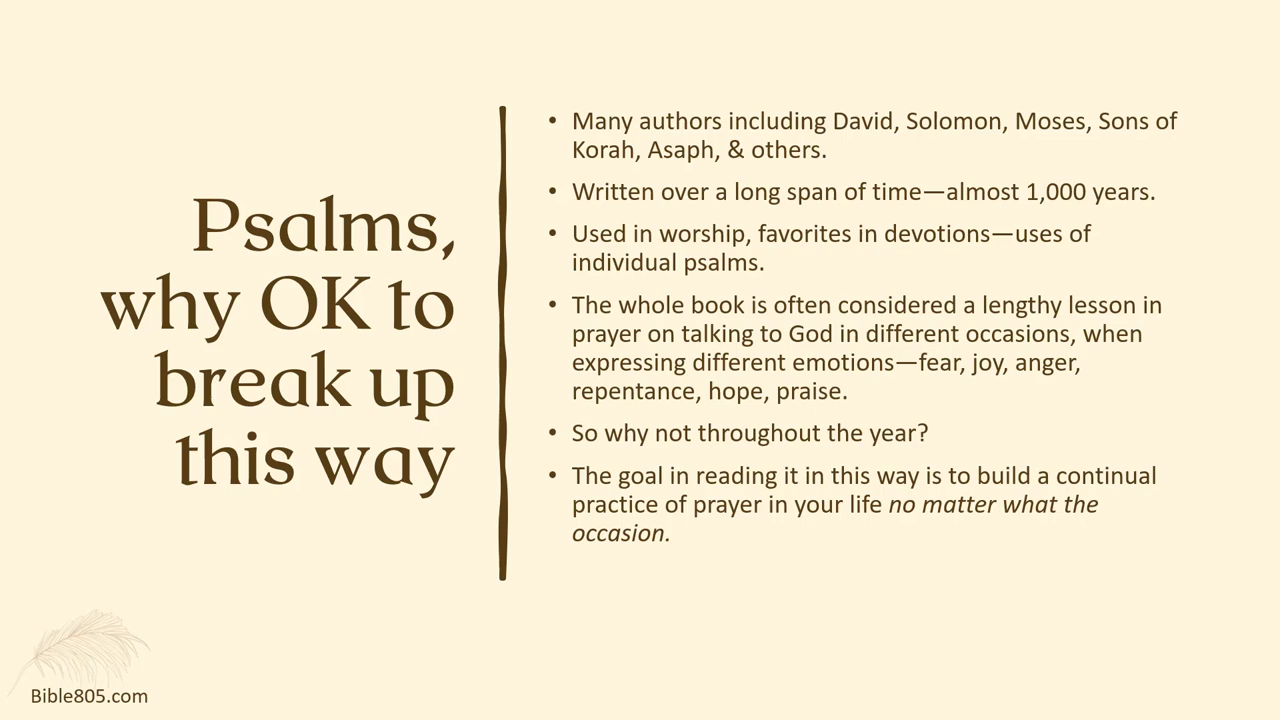 Psalms,
why OK to
break up
this way
• Many authors including David, Solomon, Moses, Sons of
Korah, Asaph, & others.
• Written over a long span of time—almost 1,000 years.
• Used in worship, favorites in devotions—uses of
individual psalms.
• The whole book is often considered a lengthy lesson in
prayer on talking to God in different occasions, when
expressing different emotions—fear, joy, anger,
repentance, hope, praise.
• So why not throughout the year?
• The goal in reading it in this way is to build a continual
practice of prayer in your life no matter what the
occasion.
Bible805.com